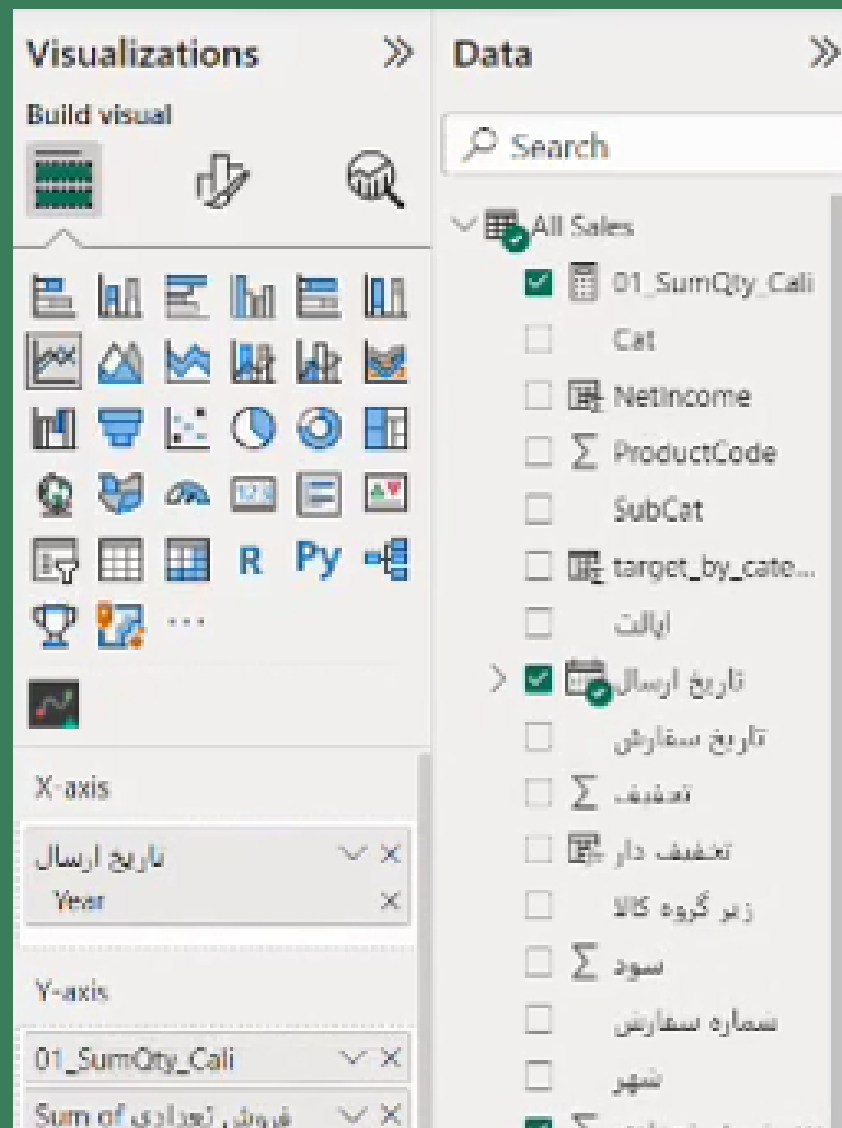 Visualizations
Build visual
123
R Py
X-axis
تاریخ ارسال
Year
Y-axis
01_SumQty_Cali
Sum of فروش تعدادی
Data
Search
All Sales
01_SumQty_Cali
Cat
NetIncome
ProductCode
SubCat
target_by_cate...
ایالت
تاریخ ارسال
تاریخ سفارش
تخفیف
تخفیف دار
زیر گروه کالا
سود
شماره سفارش
شهر